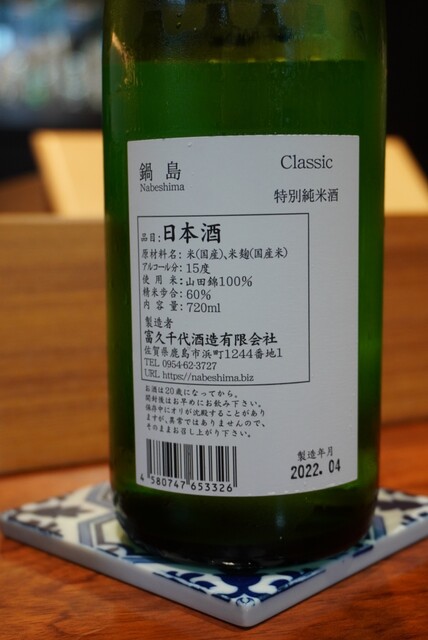 鍋島 Classic
Nabeshima
特別純米酒
品目:日本酒
原材料名:米(国産)、米麹(国産米)
アルコール分:15度
使用米:山田錦100%
精米歩合:60%
内容量:720ml
製造者
富久千代酒造有限会社
佐賀県鹿島市浜町1244番地1
TEL 0954-62-3727
URL https://nabeshima.biz
お酒は20歳になってから。
開封後はお早めにお飲み下さい。
保存中にオリが沈殿することがあり
ますが、異常ではありませんので、
そのままお召し上がり下さい。
4 580747 653326
製造年月
2022.04